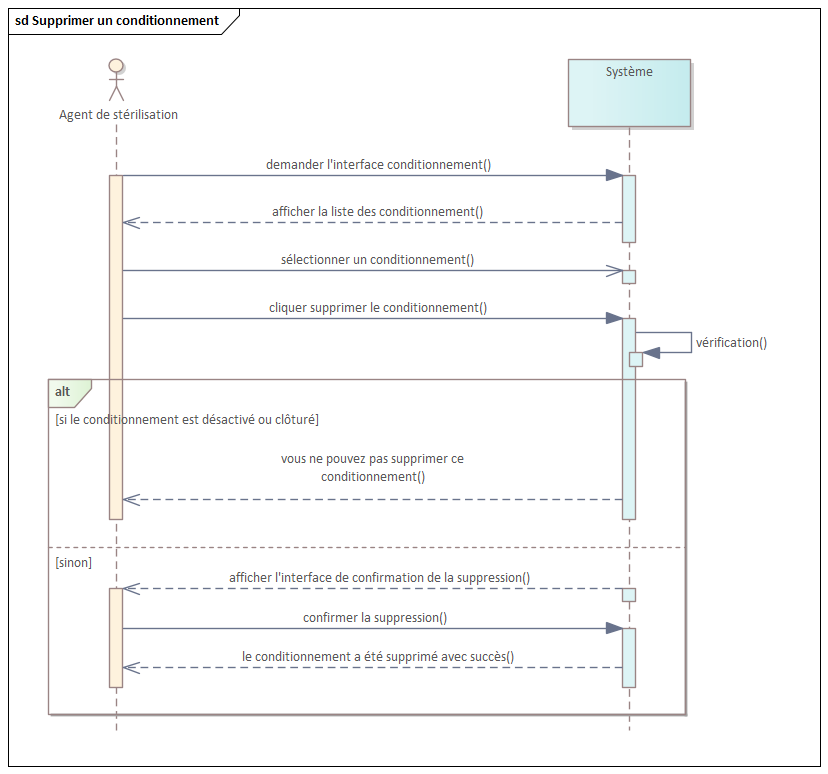 sd Supprimer un conditionnement
Système
Agent de stérilisation
demander l'interface conditionnement()
afficher la liste des conditionnement()
sélectionner un conditionnement()
cliquer supprimer le conditionnement()
vérification()
alt
[si le conditionnement est désactivé ou clôturé]
vous ne pouvez pas supprimer ce
conditionnement()
[sinon]
afficher l'interface de confirmation de la suppression()
confirmer la suppression()
le conditionnement a été supprimé avec succès()